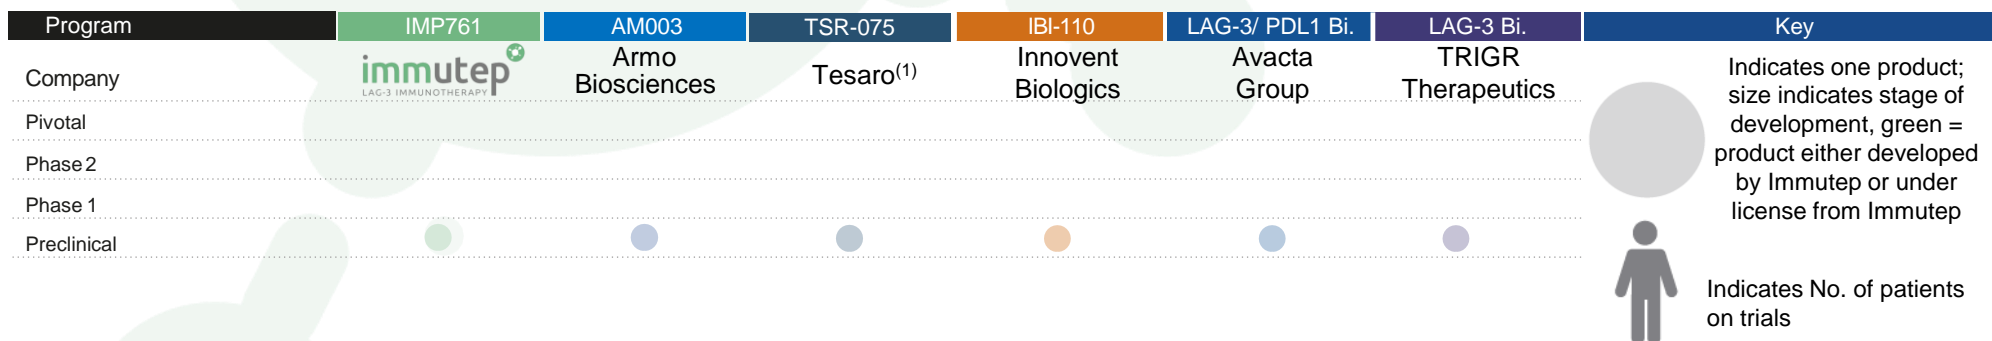 Program IMP761 AM003 TSR-075 IBI-110 LAG-3/ PDL1 Bi. LAG-3 Bi. Key
Company immutep Armo Tesaro(1) Innovent Avacta TRIGR
LAG-3 IMMUNOTHERAPY Biosciences Biologics Group Therapeutics
Pivotal
Phase 2
Phase 1
Preclinical
Indicates one product;
size indicates stage of
development, green =
product either developed
by Immutep or under
license from Immutep
Indicates No. of patients
on trials